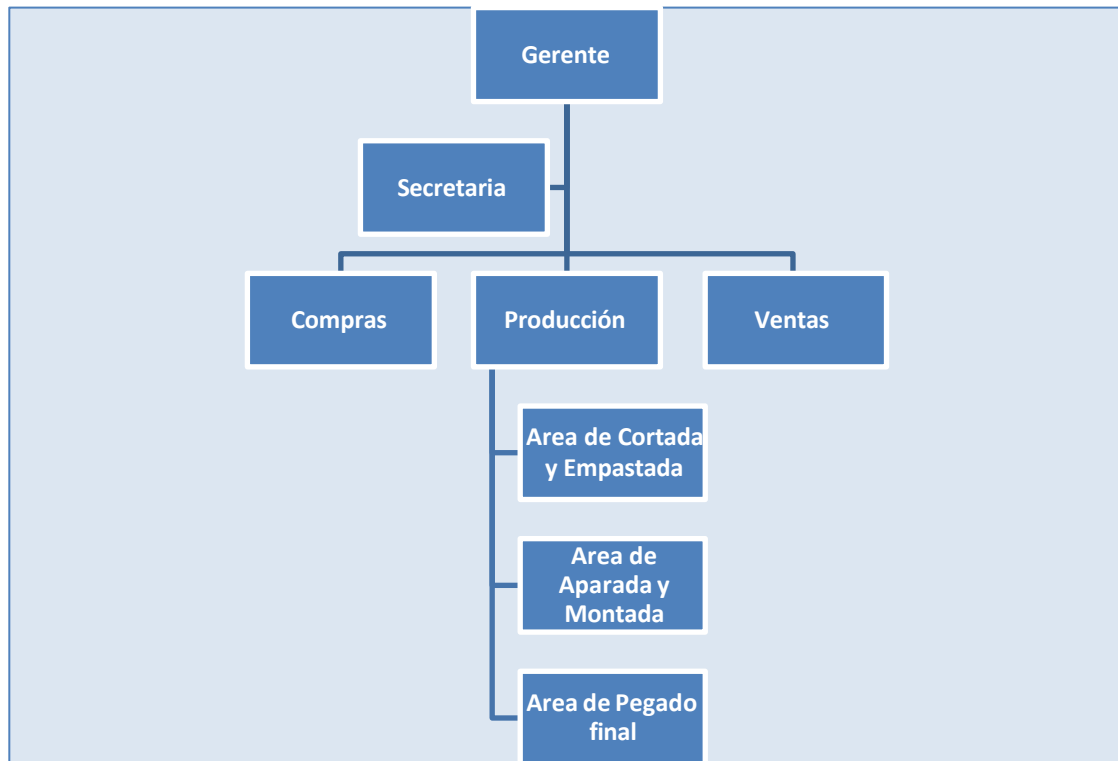 Gerente
Secretaria
Compras
Producción
Ventas
Area de Cortada
y Empastada
Area de
Aparada y
Montada
Area de Pegado
final